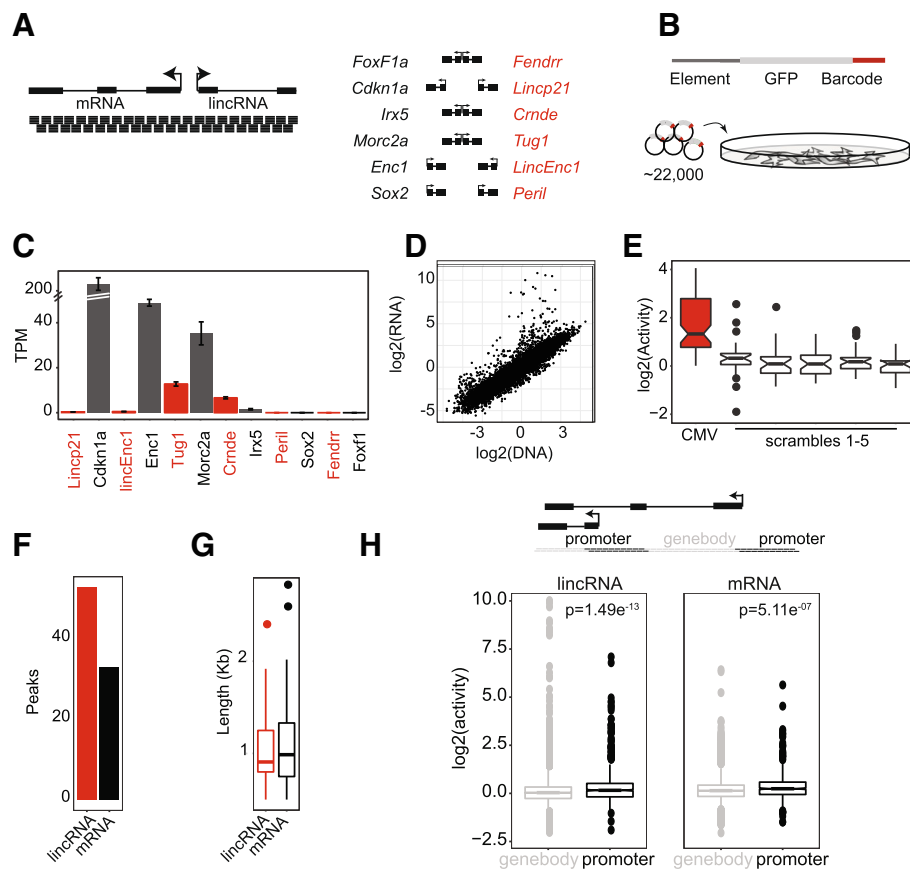 A
mRNA
lincRNA
FoxF1a
Fendrr
Cdkn1a
Lincp21
Irx5
Crnde
Morc2a
Tug1
Enc1
LincEnc1
Sox2
Peril
B
Element
GFP
Barcode
~22,000
C
TPM
200
40
20
0
Lincp21
Cdkn1a
lincEnc1
Enc1
Tug1
Morc2a
Crnde
Irx5
Peril
Sox2
Fendrr
Foxf1
D
log2(RNA)
10
5
0
-5
-3
0
3
log2(DNA)
E
log2(Activity)
4
2
0
−2
CMV
scrambles 1-5
F
Peaks
40
20
0
lincRNA
mRNA
G
Length (Kb)
2
1
lincRNA
mRNA
H
promoter
genebody
promoter
lincRNA
mRNA
log2(activity)
10.0
7.5
5.0
2.5
0.0
−2.5
p=1.49e-13
p=5.11e-07
genebody
promoter
genebody
promoter